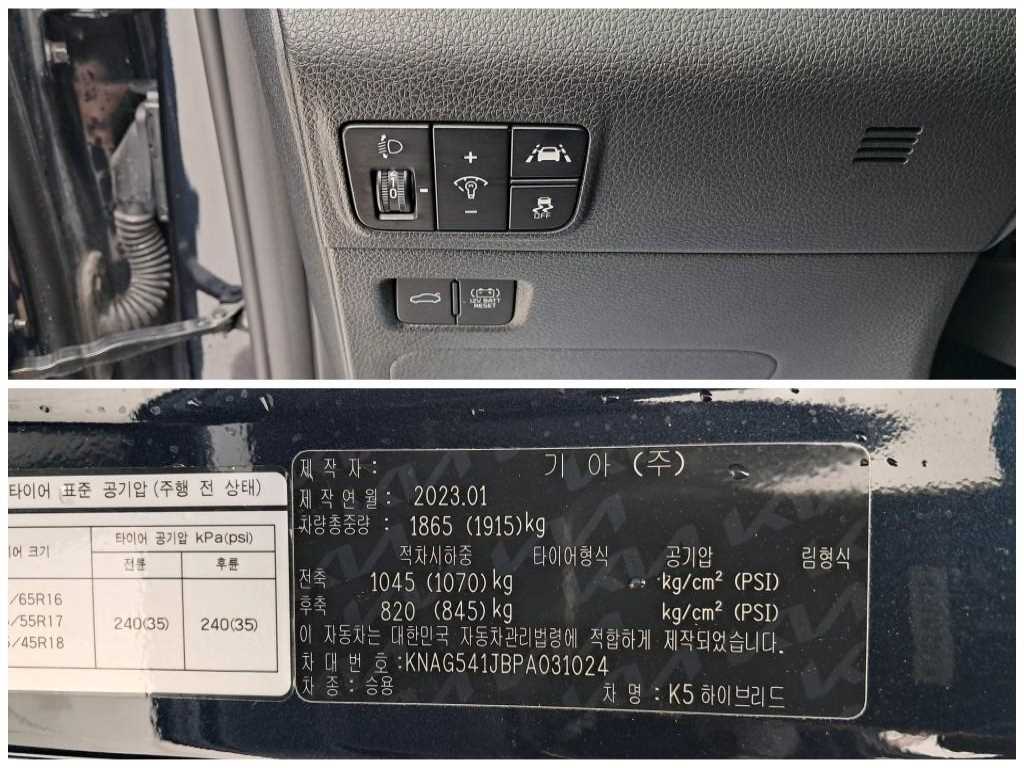 0
+
-
-
OFF
12V BATT
RESET
타이어 표준 공기압 (주행 전 상태)
어 크기
타이어 공기압 kPa(psi)
전륜
후륜
/65R16
/55R17
/45R18
240(35)
240(35)
제작자 : 기아 (주)
제작연월 : 2023.01
차량총중량 : 1865 (1915)kg
적차시하중 타이어형식 공기압 림형식
전축 1045 (1070) kg kg/cm² (PSI)
후축 820 (845) kg kg/cm² (PSI)
이 자동차는 대한민국 자동차관리법령에 적합하게 제작되었습니다.
차대번호 : KNAG541JBPA031024
차종 : 승용
차명 : K5 하이브리드